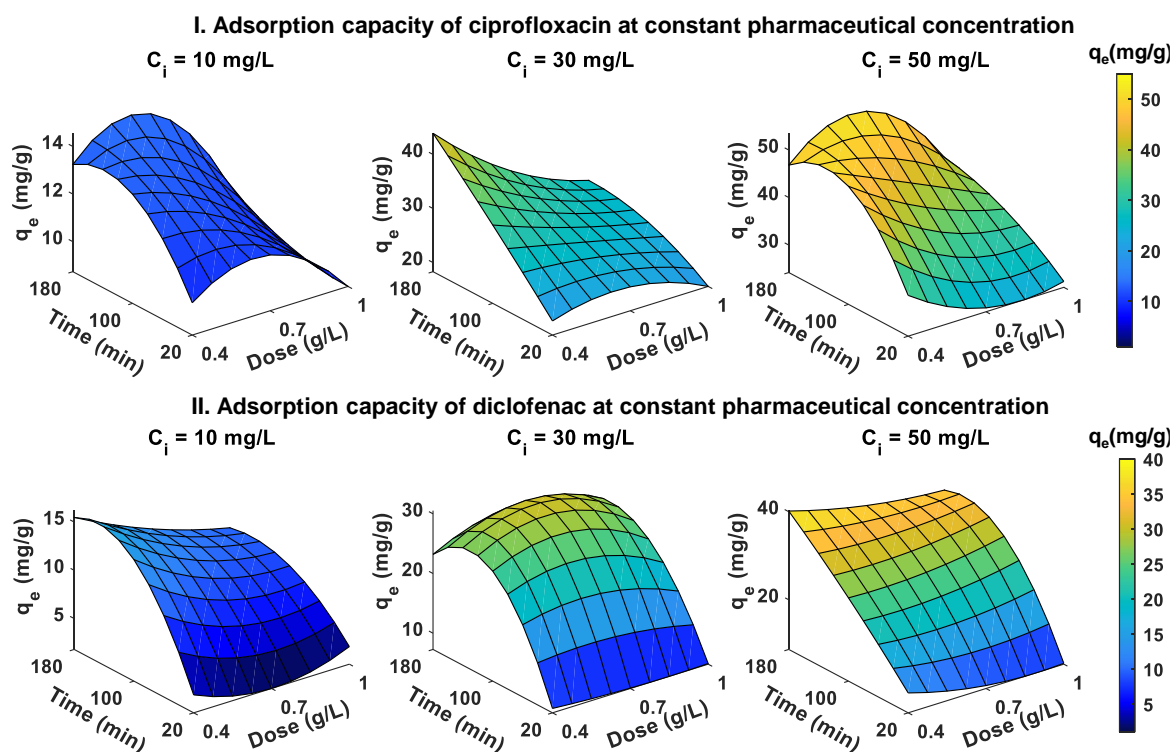 I. Adsorption capacity of ciprofloxacin at constant pharmaceutical concentration
C_i = 10 mg/L
C_i = 30 mg/L
C_i = 50 mg/L
q_e(mg/g)
50
40
30
20
10
q_e (mg/g)
14
12
10
180
100
20
Time (min)
0.4
0.7
1
Dose (g/L)
q_e (mg/g)
40
30
20
180
100
20
Time (min)
0.4
0.7
1
Dose (g/L)
q_e (mg/g)
50
40
30
180
100
20
Time (min)
0.4
0.7
1
Dose (g/L)
II. Adsorption capacity of diclofenac at constant pharmaceutical concentration
C_i = 10 mg/L
C_i = 30 mg/L
C_i = 50 mg/L
q_e(mg/g)
40
35
30
25
20
15
10
5
q_e (mg/g)
15
10
5
180
100
20
Time (min)
0.4
0.7
1
Dose (g/L)
q_e (mg/g)
30
20
10
180
100
20
Time (min)
0.4
0.7
1
Dose (g/L)
q_e (mg/g)
40
20
180
100
20
Time (min)
0.4
0.7
1
Dose (g/L)